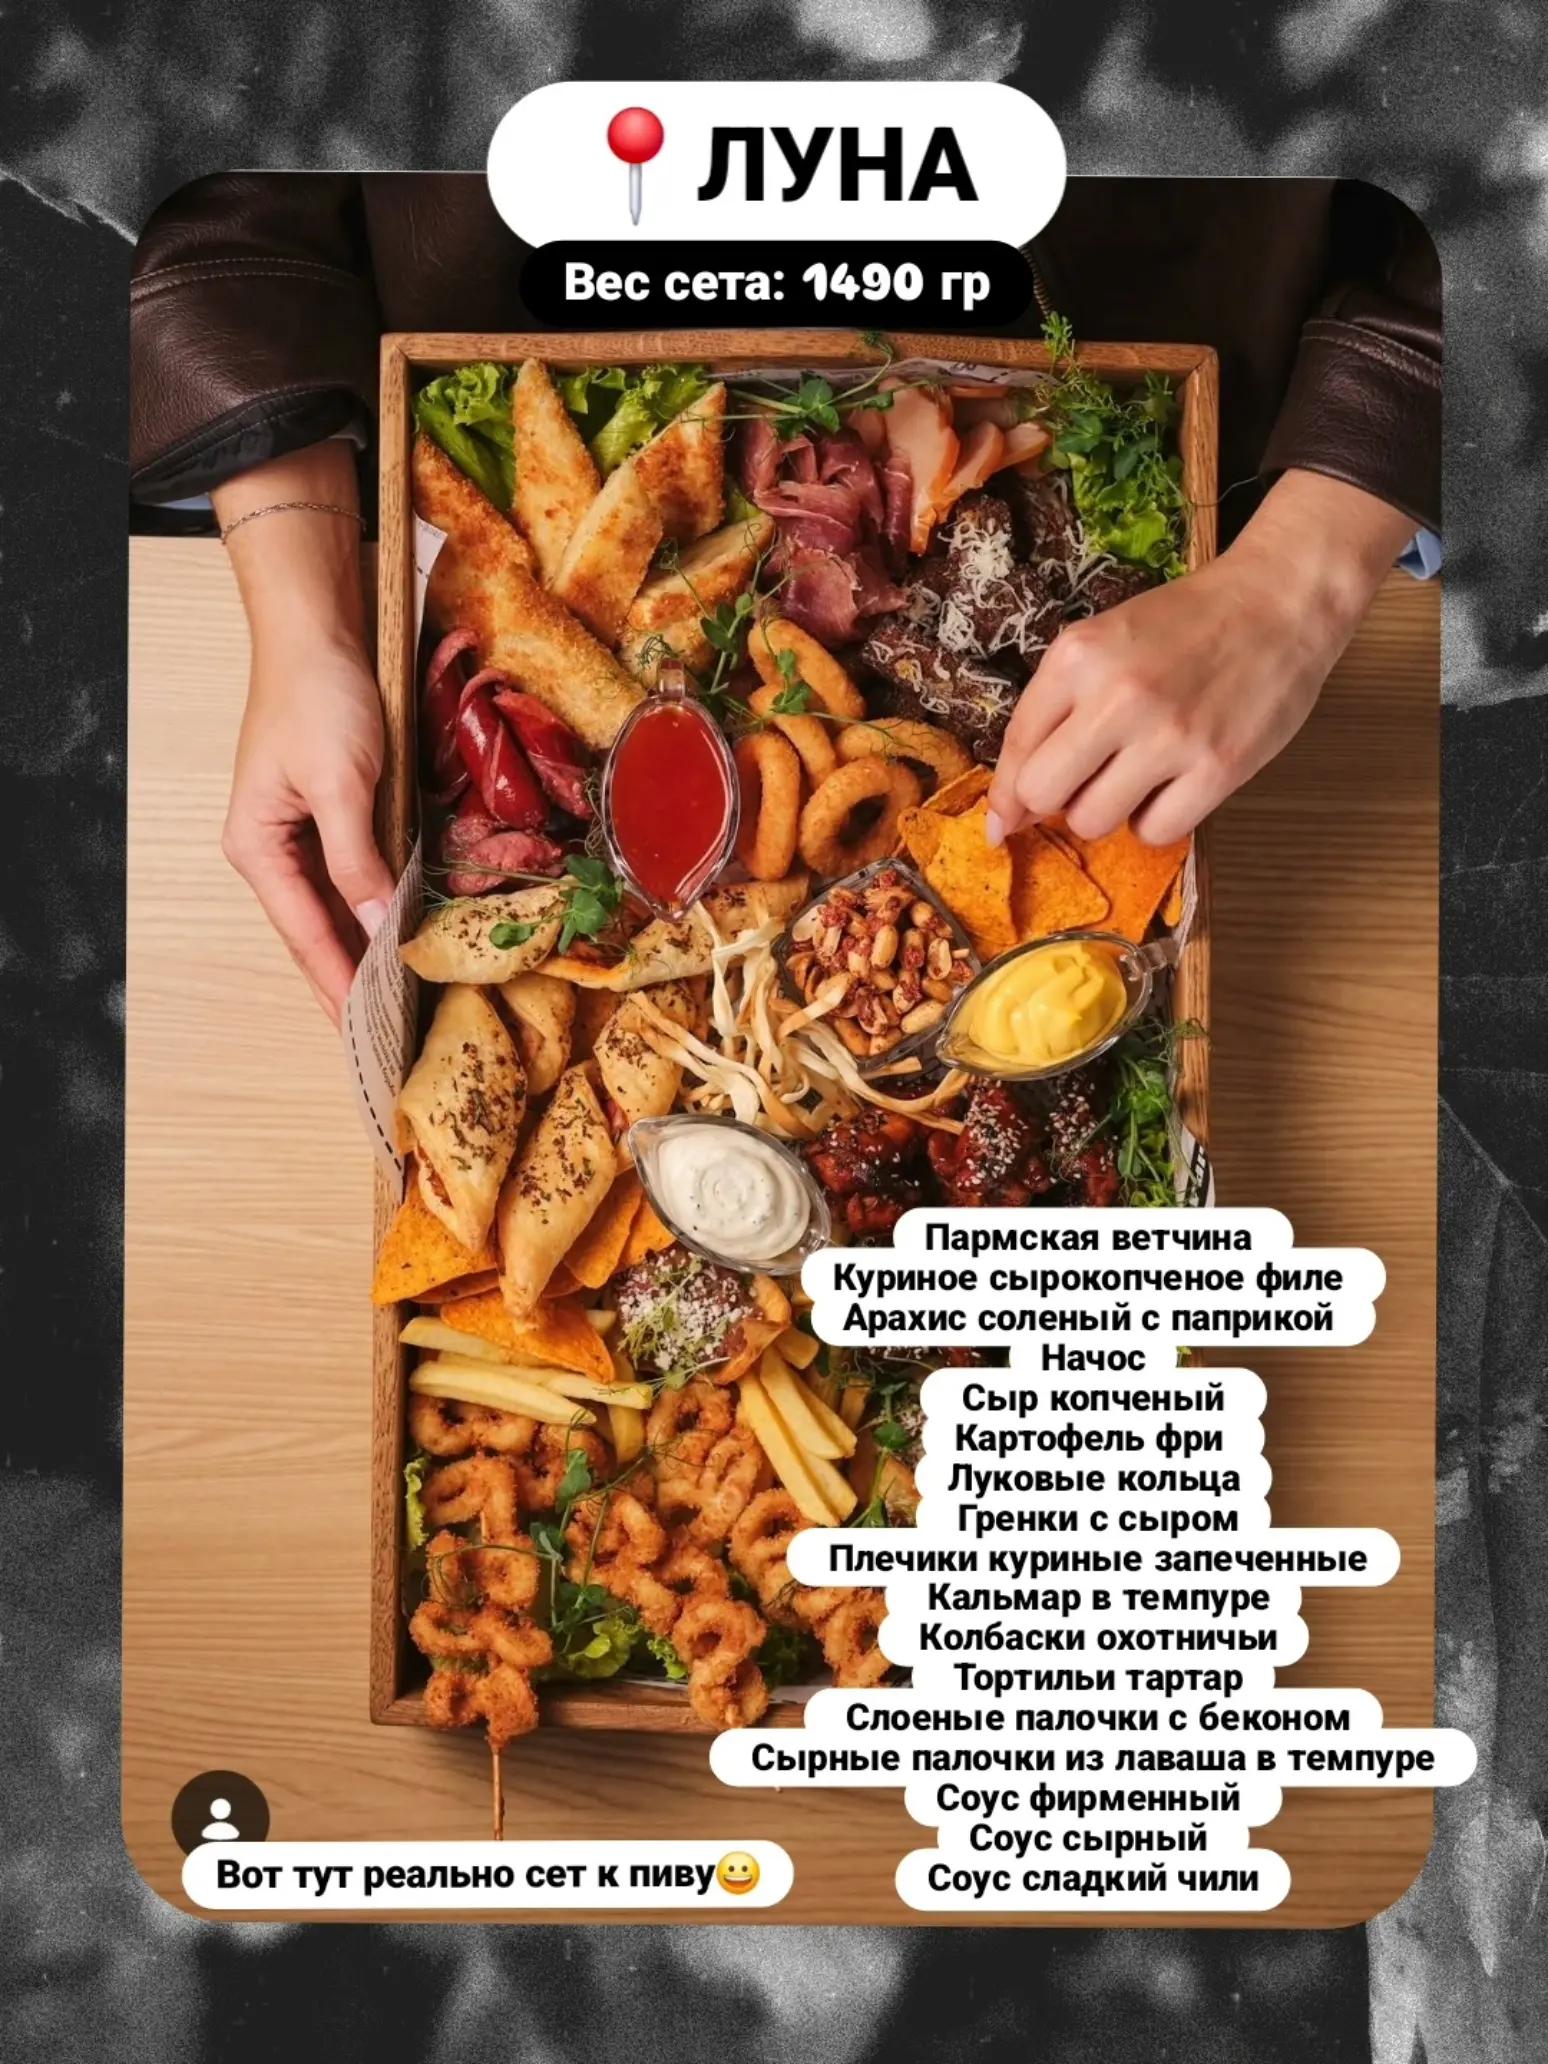 ЛУНА
Вес сета: 1490 гр
Пармская ветчина
Куриное сырокопченое филе
Арахис соленый с паприкой
Начос
Сыр копченый
Картофель фри
Луковые кольца
Гренки с сыром
Плечики куриные запеченные
Кальмар в темпуре
Колбаски охотничьи
Тортильи тартар
Слоеные палочки с беконом
Сырные палочки из лаваша в темпуре
Соус фирменный
Соус сырный
Соус сладкий чили
Вот тут реально сет к пиву😀